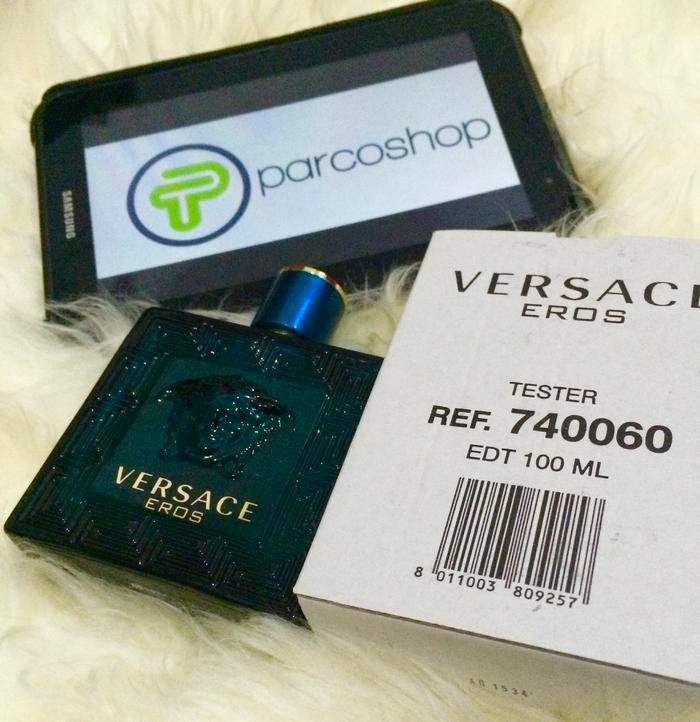 SAMSUNG
parcoshop
VERSACE
EROS
VERSACE
EROS
TESTER
REF. 740060
EDT 100 ML
8 011003 809257